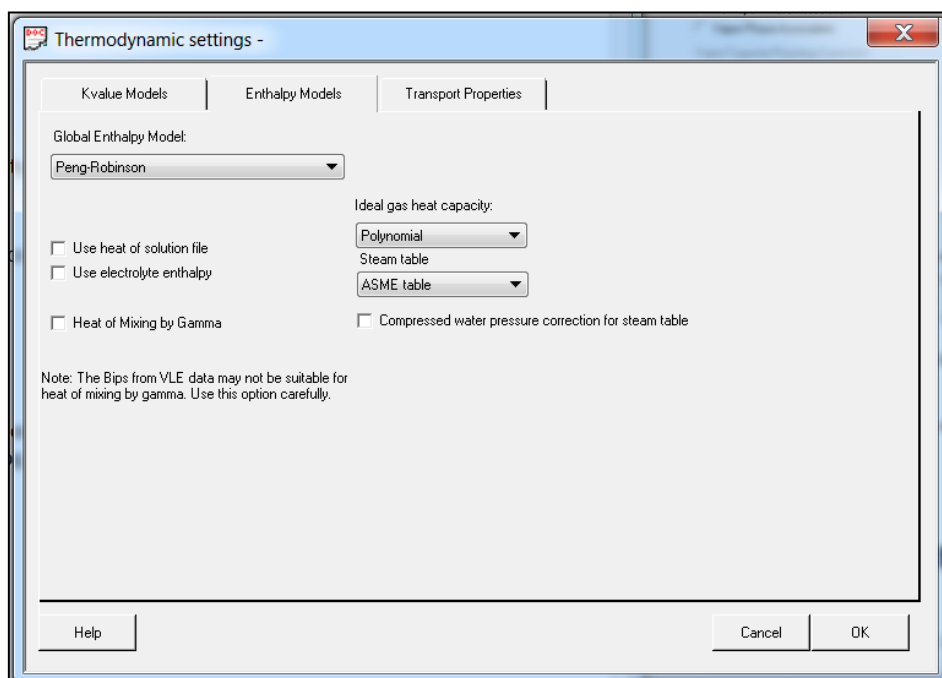 Thermodynamic settings -
Kvalue Models
Enthalpy Models
Transport Properties
Global Enthalpy Model:
Peng-Robinson
Ideal gas heat capacity:
Polynomial
Use heat of solution file
Steam table
Use electrolyte enthalpy
ASME table
Heat of Mixing by Gamma
Compressed water pressure correction for steam table
Note: The Bips from VLE data may not be suitable for
heat of mixing by gamma. Use this option carefully.
Help
Cancel
OK